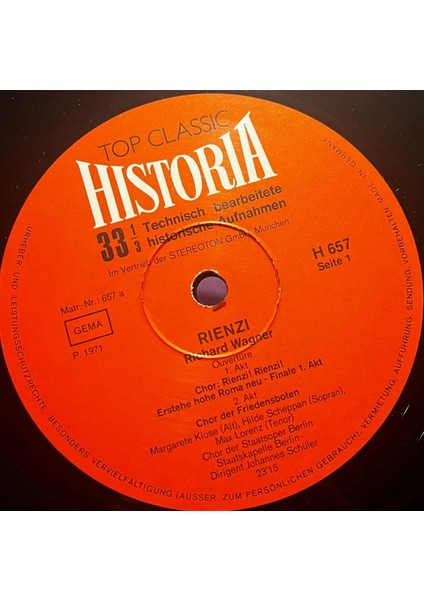 TOP CLASSIC
HISTORIA
33 1/3 Technisch bearbeitete
historische Aufnahmen
Im Vertrieb der STEREOTON GmbH, München
H 657
Seite 1
Matr.-Nr.: 657 a
GEMA
P. 1971
RIENZI
Richard Wagner
Ouvertüre
1. Akt
Chor: Rienzi! Rienzi!
Erstehe hohe Roma neu - Finale 1. Akt
2. Akt
Chor der Friedensboten
Margarete Klose (Alt), Hilde Scheppan (Sopran),
Max Lorenz (Tenor)
Chor der Staatsoper Berlin
Staatskapelle Berlin -
Dirigent Johannes Schüler
23'15
URHEBER UND LEISTUNGSSCHUTZRECHTE, BESONDERS VERVIELFÄLTIGUNG (AUSSER ZUM PERSÖNLICHEN GEBRAUCH), VERMIETUNG, AUFFÜHRUNG, SENDUNG, VORBEHALTEN MADE IN GERMANY